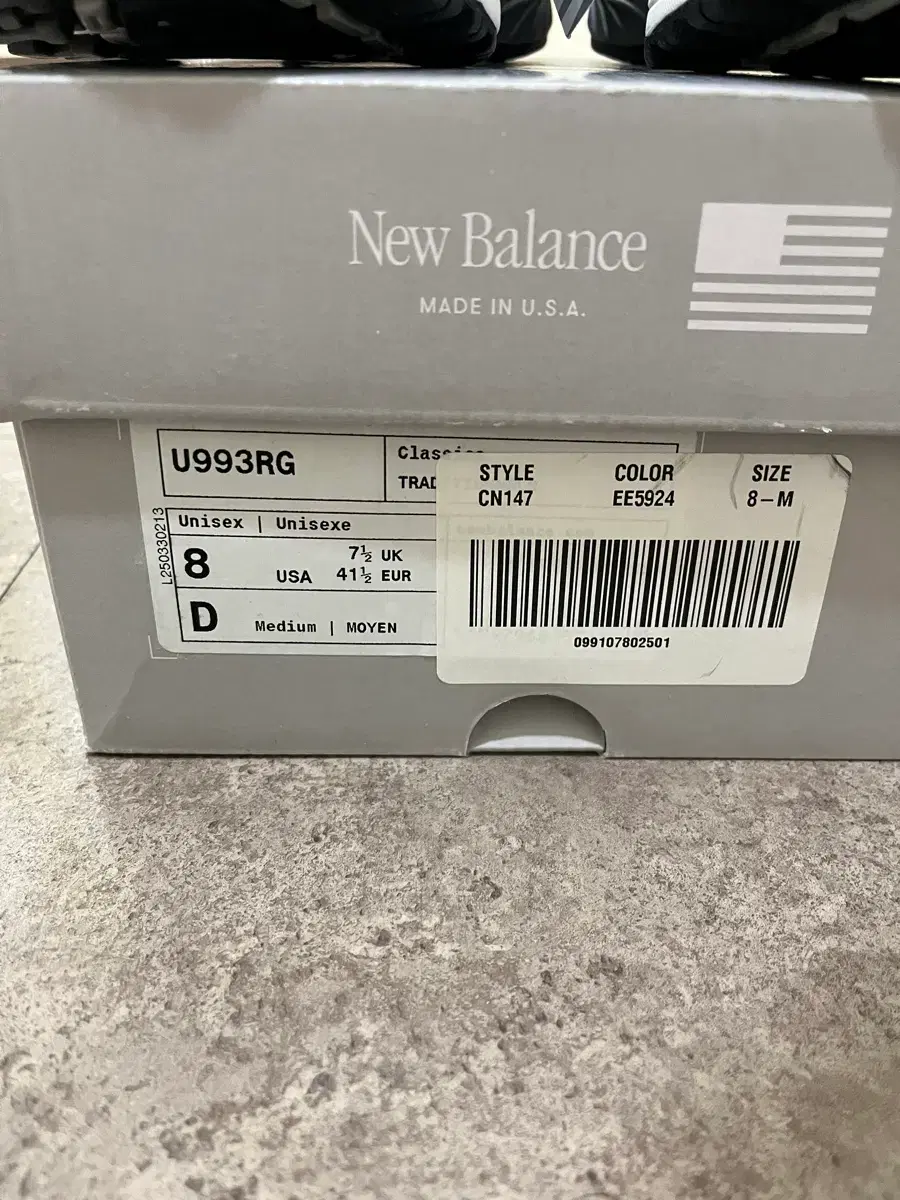 New Balance
MADE IN U.S.A.
U993RG
Unisex | Unisexe
8 USA 7½ UK
41½ EUR
D Medium | MOYEN
L250330213
STYLE COLOR SIZE
CN147 EE5924 8-M
099107802501